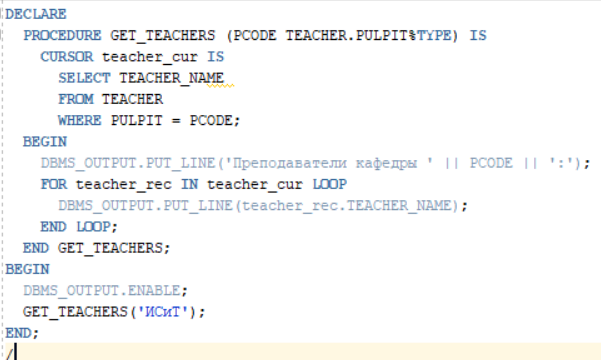 DECLARE
PROCEDURE GET_TEACHERS (PCODE TEACHER.PULPIT%TYPE) IS
CURSOR teacher_cur IS
SELECT TEACHER_NAME
FROM TEACHER
WHERE PULPIT = PCODE;
BEGIN
DBMS_OUTPUT.PUT_LINE('Преподаватели кафедры ' || PCODE || ':');
FOR teacher_rec IN teacher_cur LOOP
DBMS_OUTPUT.PUT_LINE(teacher_rec.TEACHER_NAME);
END LOOP;
END GET_TEACHERS;
BEGIN
DBMS_OUTPUT.ENABLE;
GET_TEACHERS('ИСиТ');
END;
/